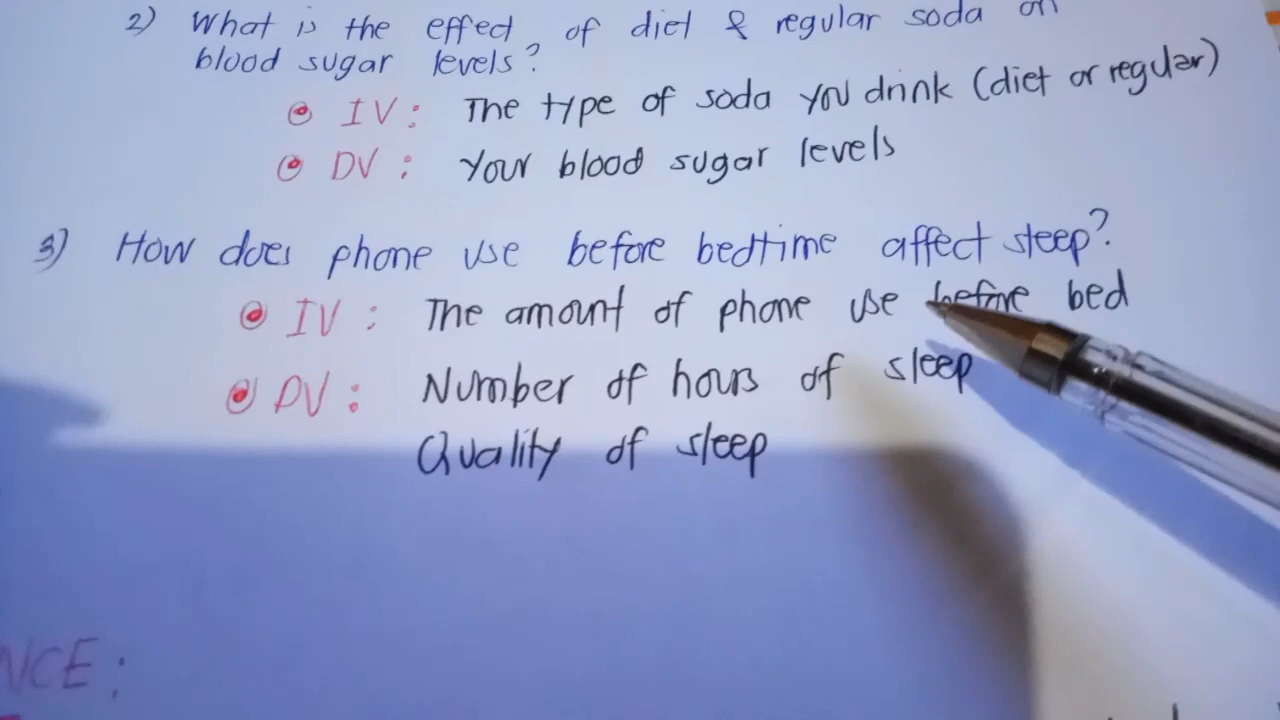 2) What is the effect of diet & regular soda on
blood sugar levels?
IV: The type of soda you drink (diet or regular)
DV: Your blood sugar levels
3) How does phone use before bedtime affect sleep?
IV: The amount of phone use before bed
DV: Number of hours of sleep
Quality of sleep
NCE: